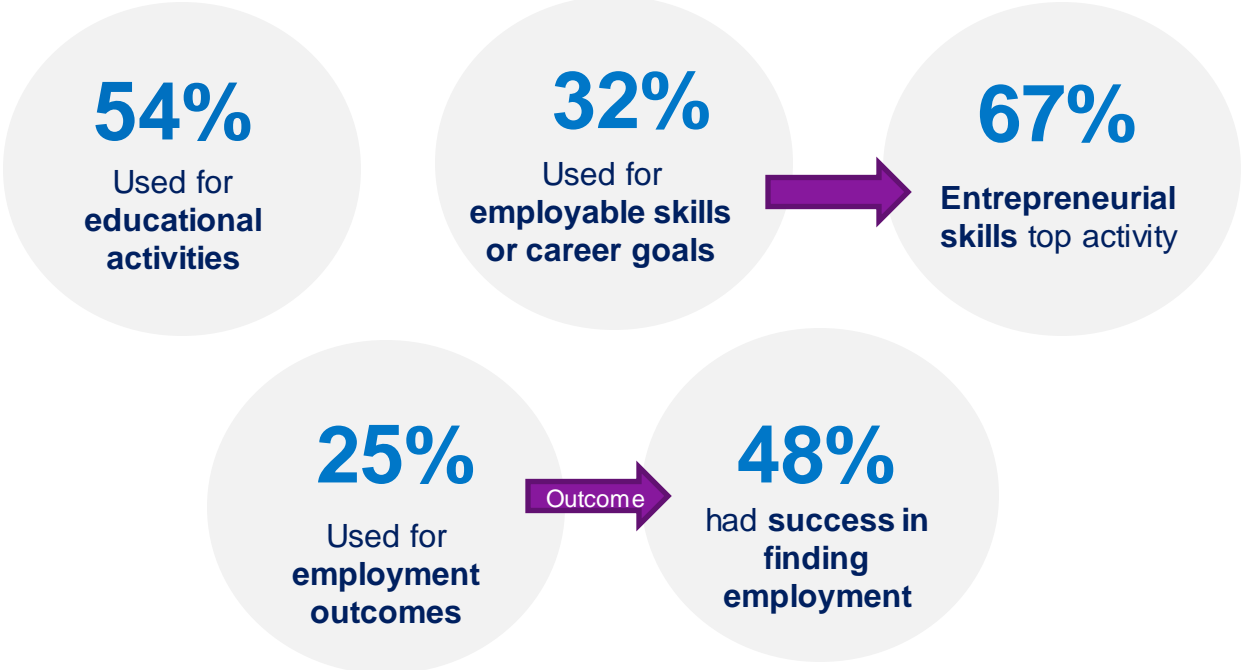 54%
Used for
educational
activities
32%
Used for
employable skills
or career goals
67%
Entrepreneurial
skills top activity
25%
Used for
employment
outcomes
Outcome
48%
had success in
finding
employment